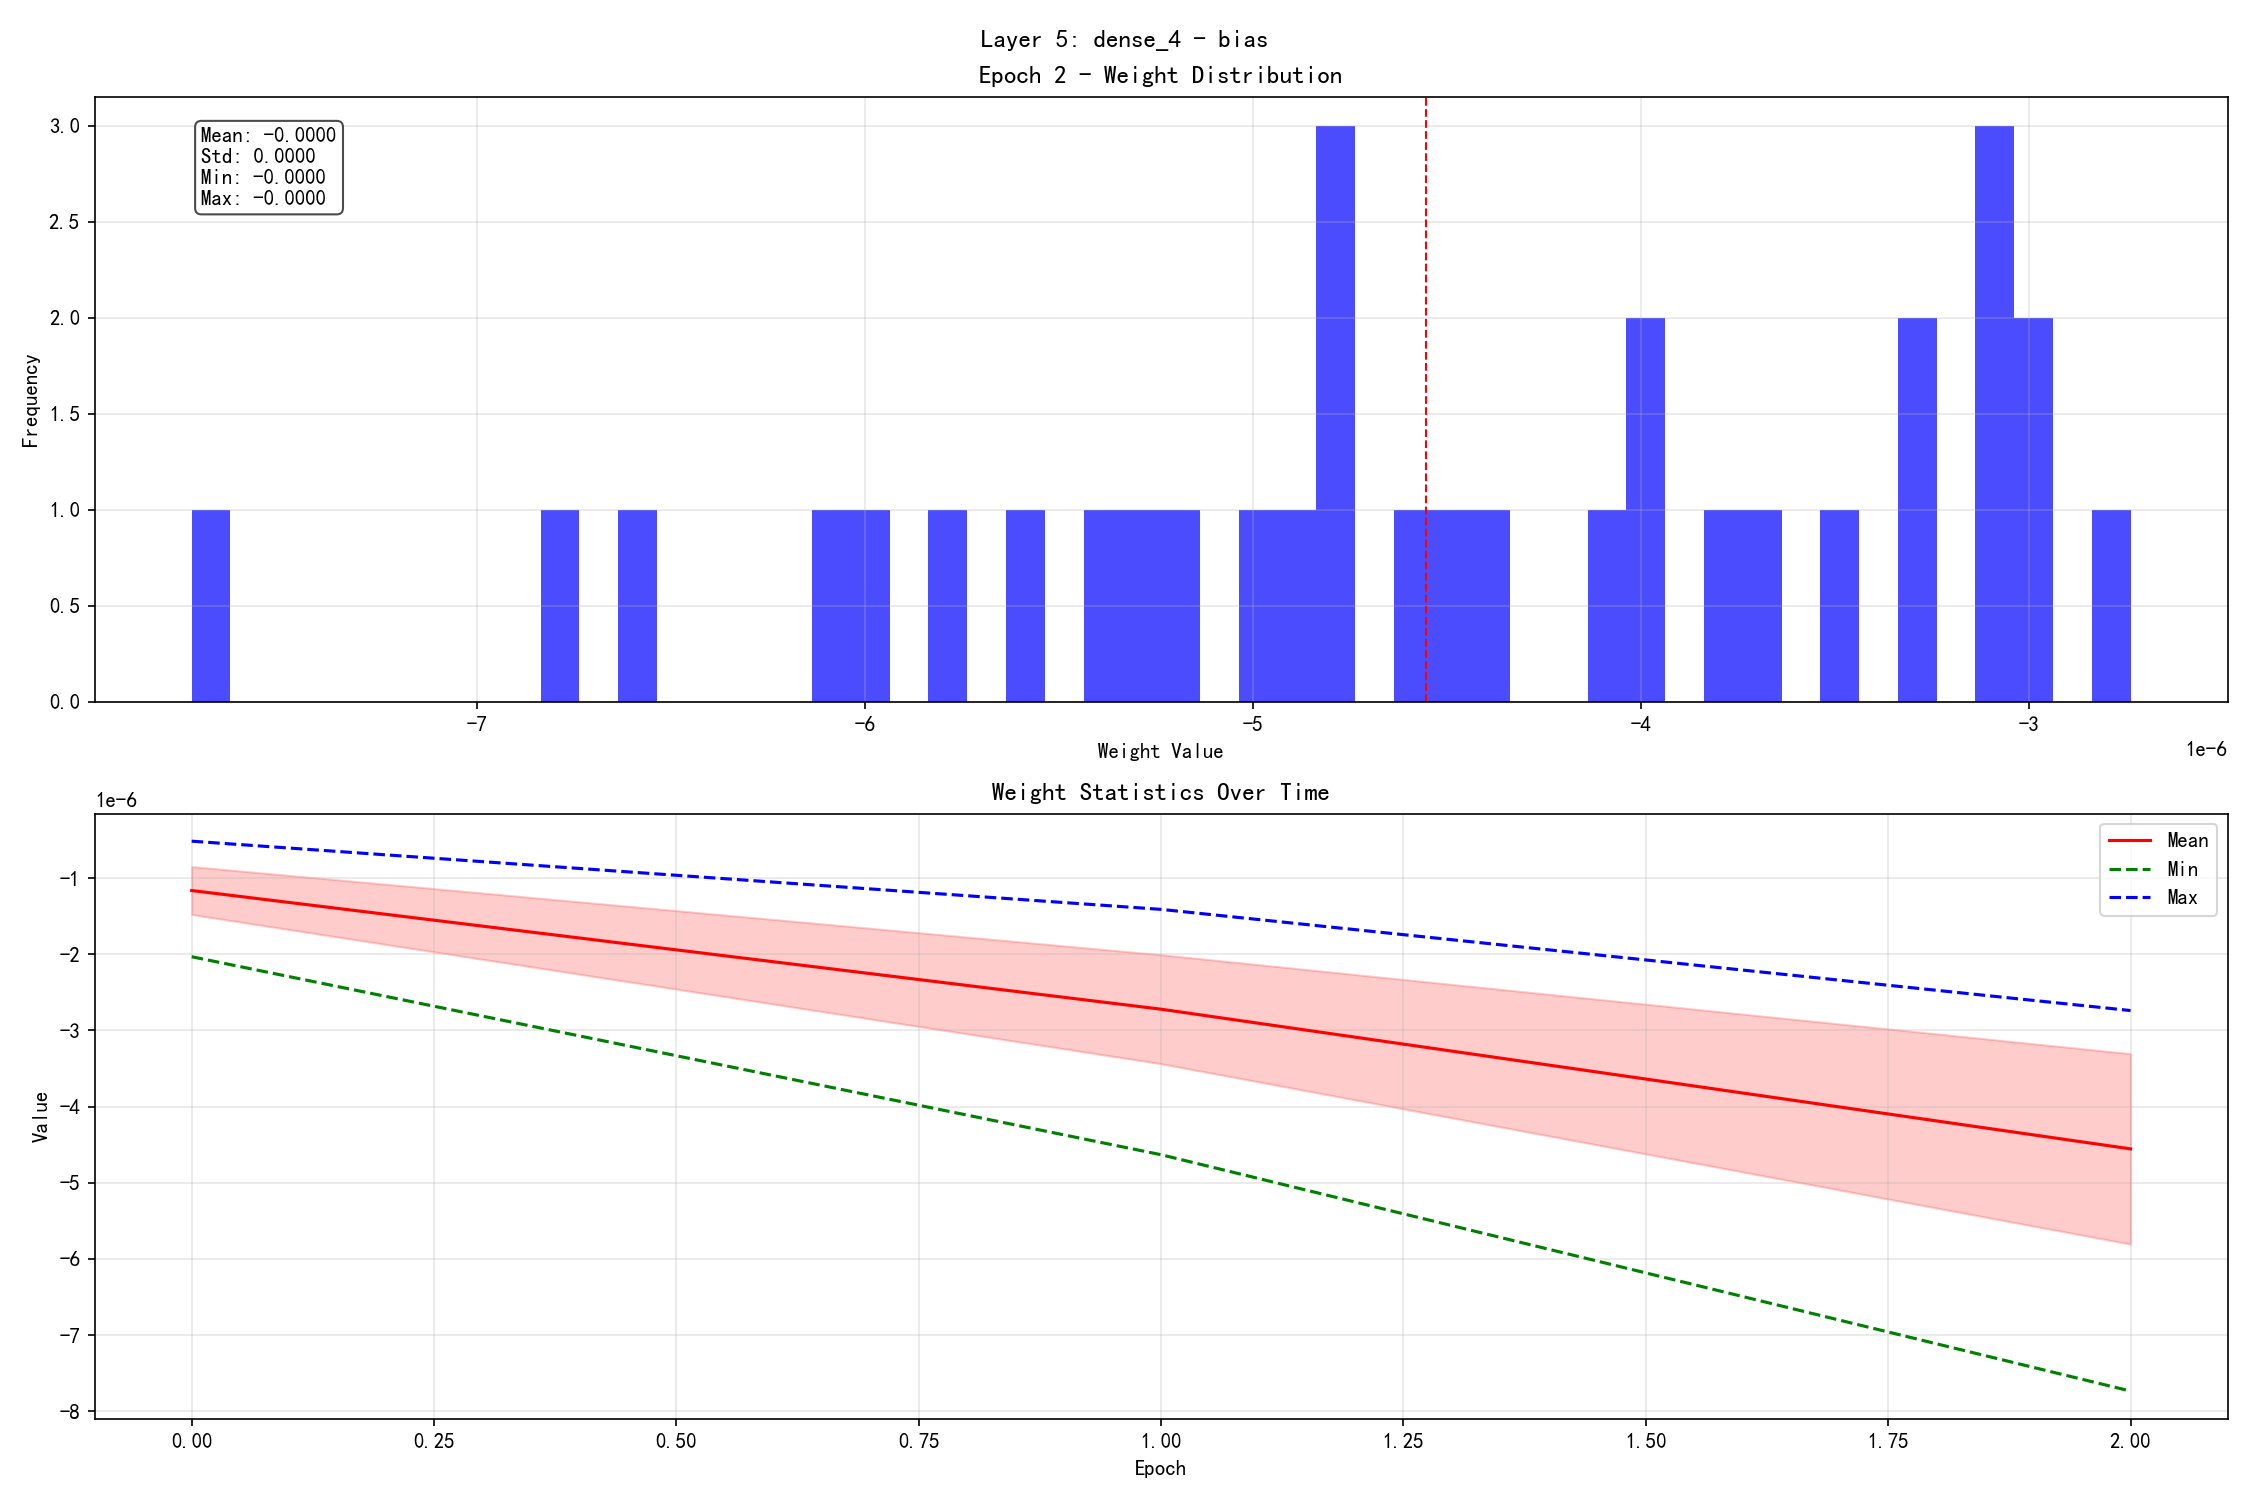 Layer 5: dense_4 - bias
Epoch 2 - Weight Distribution
Mean: -0.0000
Std: 0.0000
Min: -0.0000
Max: -0.0000
3.0
2.5
2.0
1.5
1.0
0.5
0.0
Frequency
-7 -6 -5 -4 -3
1e-6
Weight Value
Weight Statistics Over Time
1e-6
Mean
Min
Max
-1
-2
-3
-4
-5
-6
-7
-8
Value
0.00 0.25 0.50 0.75 1.00 1.25 1.50 1.75 2.00
Epoch